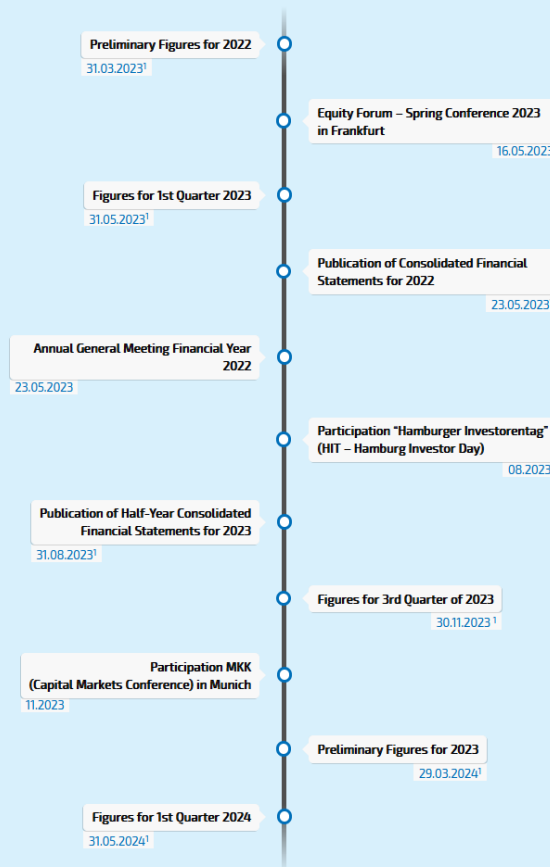 Preliminary Figures for 2022
31.03.2023¹
Equity Forum – Spring Conference 2023
in Frankfurt
16.05.2023
Figures for 1st Quarter 2023
31.05.2023¹
Publication of Consolidated Financial
Statements for 2022
23.05.2023
Annual General Meeting Financial Year
2022
23.05.2023
Participation “Hamburger Investorentag”
(HIT – Hamburg Investor Day)
08.2023
Publication of Half-Year Consolidated
Financial Statements for 2023
31.08.2023¹
Figures for 3rd Quarter of 2023
30.11.2023 ¹
Participation MKK
(Capital Markets Conference) in Munich
11.2023
Preliminary Figures for 2023
29.03.2024¹
Figures for 1st Quarter 2024
31.05.2024¹